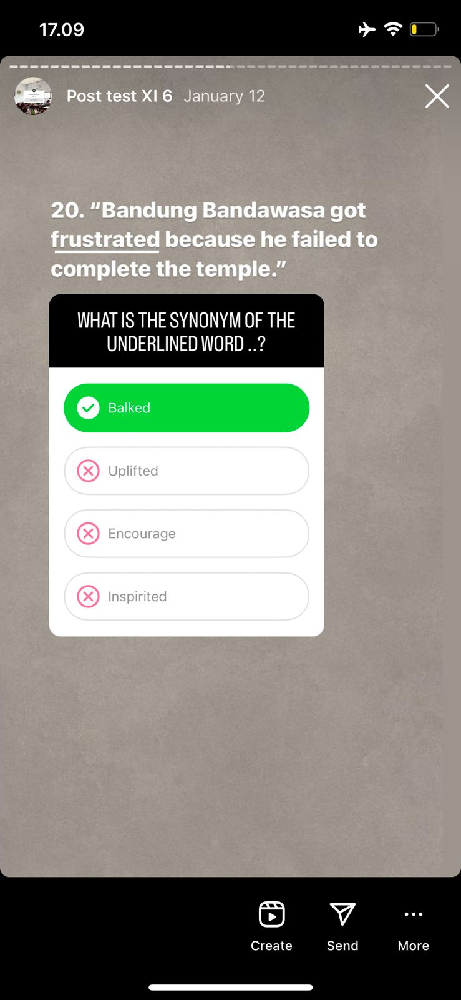 17.09
Post test XI 6 January 12
20. “Bandung Bandawasa got
frustrated because he failed to
complete the temple.”
WHAT IS THE SYNONYM OF THE
UNDERLINED WORD ..?
Balked
Uplifted
Encourage
Inspirited
Create
Send
More